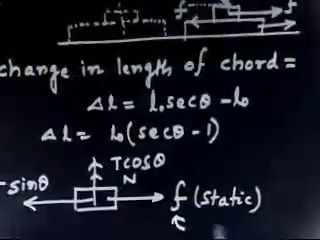 f
f
change in length of chord =
Δl = l₀secθ - l₀
Δl = l₀(secθ - 1)
Tcosθ
N
sinθ
f (static)